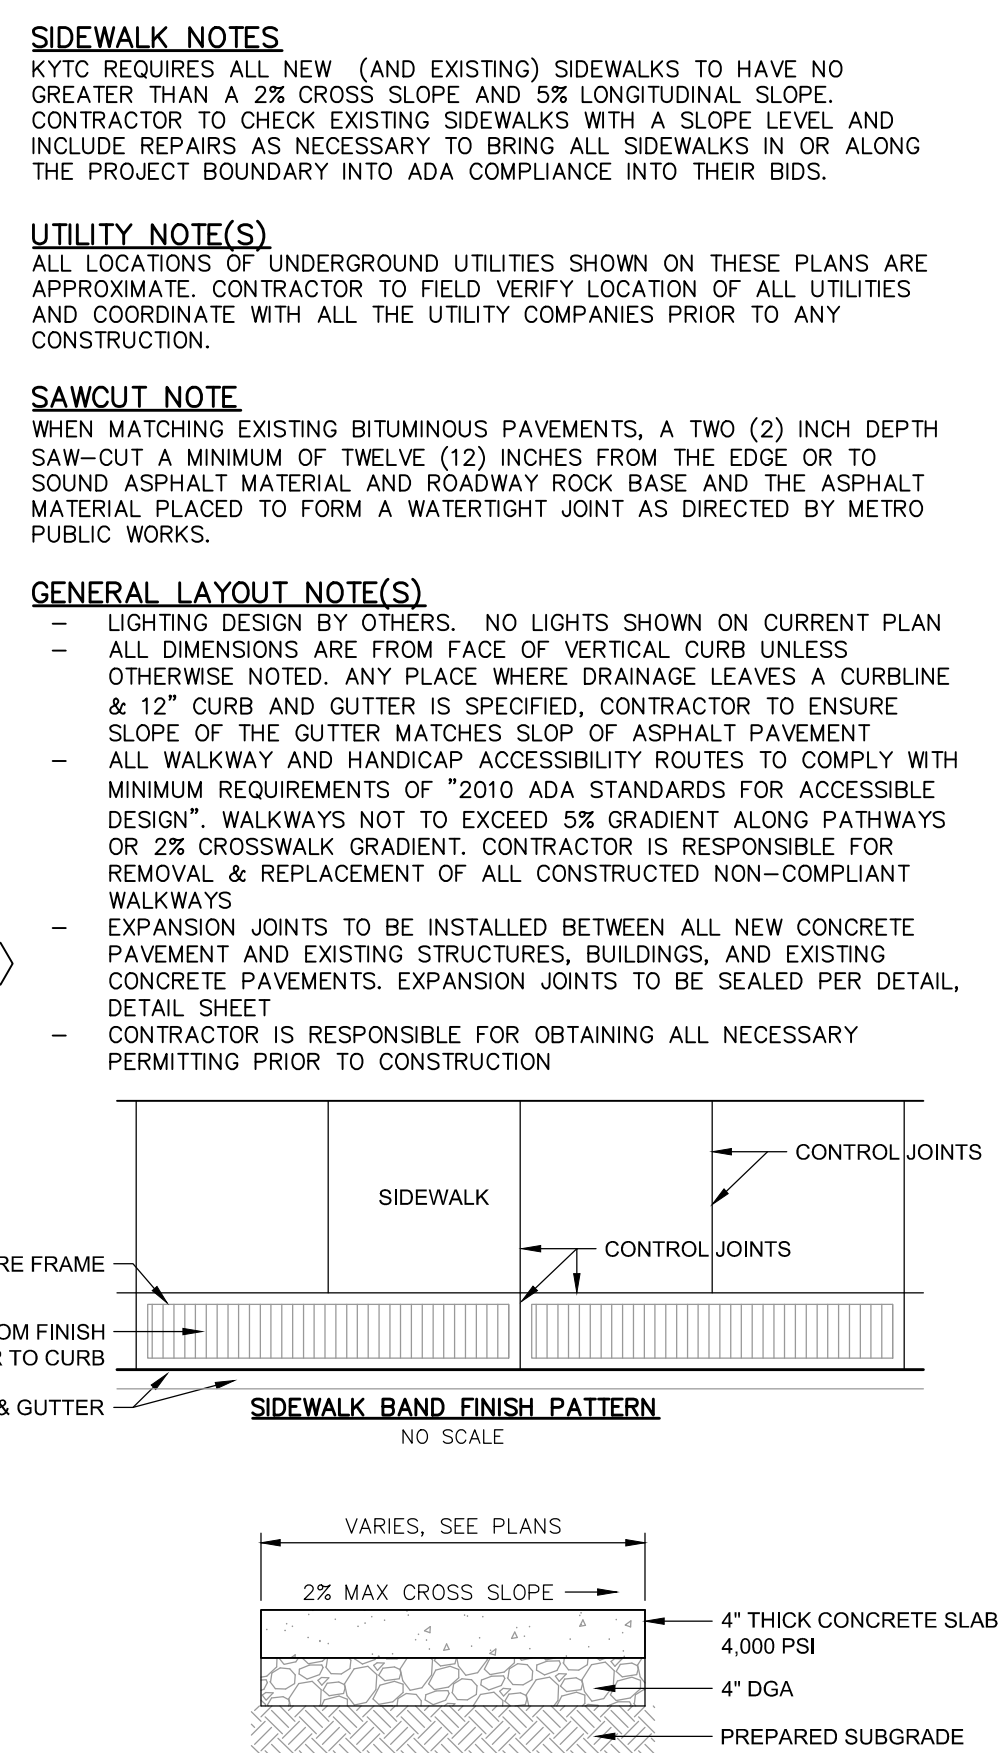 SIDEWALK NOTES
KYTC REQUIRES ALL NEW (AND EXISTING) SIDEWALKS TO HAVE NO
GREATER THAN A 2% CROSS SLOPE AND 5% LONGITUDINAL SLOPE.
CONTRACTOR TO CHECK EXISTING SIDEWALKS WITH A SLOPE LEVEL AND
INCLUDE REPAIRS AS NECESSARY TO BRING ALL SIDEWALKS IN OR ALONG
THE PROJECT BOUNDARY INTO ADA COMPLIANCE INTO THEIR BIDS.
UTILITY NOTE(S)
ALL LOCATIONS OF UNDERGROUND UTILITIES SHOWN ON THESE PLANS ARE
APPROXIMATE. CONTRACTOR TO FIELD VERIFY LOCATION OF ALL UTILITIES
AND COORDINATE WITH ALL THE UTILITY COMPANIES PRIOR TO ANY
CONSTRUCTION.
SAWCUT NOTE
WHEN MATCHING EXISTING BITUMINOUS PAVEMENTS, A TWO (2) INCH DEPTH
SAW-CUT A MINIMUM OF TWELVE (12) INCHES FROM THE EDGE OR TO
SOUND ASPHALT MATERIAL AND ROADWAY ROCK BASE AND THE ASPHALT
MATERIAL PLACED TO FORM A WATERTIGHT JOINT AS DIRECTED BY METRO
PUBLIC WORKS.
GENERAL LAYOUT NOTE(S)
- LIGHTING DESIGN BY OTHERS. NO LIGHTS SHOWN ON CURRENT PLAN
- ALL DIMENSIONS ARE FROM FACE OF VERTICAL CURB UNLESS
OTHERWISE NOTED. ANY PLACE WHERE DRAINAGE LEAVES A CURBLINE
& 12" CURB AND GUTTER IS SPECIFIED, CONTRACTOR TO ENSURE
SLOPE OF THE GUTTER MATCHES SLOP OF ASPHALT PAVEMENT
- ALL WALKWAY AND HANDICAP ACCESSIBILITY ROUTES TO COMPLY WITH
MINIMUM REQUIREMENTS OF "2010 ADA STANDARDS FOR ACCESSIBLE
DESIGN". WALKWAYS NOT TO EXCEED 5% GRADIENT ALONG PATHWAYS
OR 2% CROSSWALK GRADIENT. CONTRACTOR IS RESPONSIBLE FOR
REMOVAL & REPLACEMENT OF ALL CONSTRUCTED NON-COMPLIANT
WALKWAYS
- EXPANSION JOINTS TO BE INSTALLED BETWEEN ALL NEW CONCRETE
PAVEMENT AND EXISTING STRUCTURES, BUILDINGS, AND EXISTING
CONCRETE PAVEMENTS. EXPANSION JOINTS TO BE SEALED PER DETAIL,
DETAIL SHEET
- CONTRACTOR IS RESPONSIBLE FOR OBTAINING ALL NECESSARY
PERMITTING PRIOR TO CONSTRUCTION
CONTROL JOINTS
SIDEWALK
CONTROL JOINTS
RE FRAME
OM FINISH
R TO CURB
& GUTTER
SIDEWALK BAND FINISH PATTERN
NO SCALE
VARIES, SEE PLANS
2% MAX CROSS SLOPE
4" THICK CONCRETE SLAB
4,000 PSI
4" DGA
PREPARED SUBGRADE